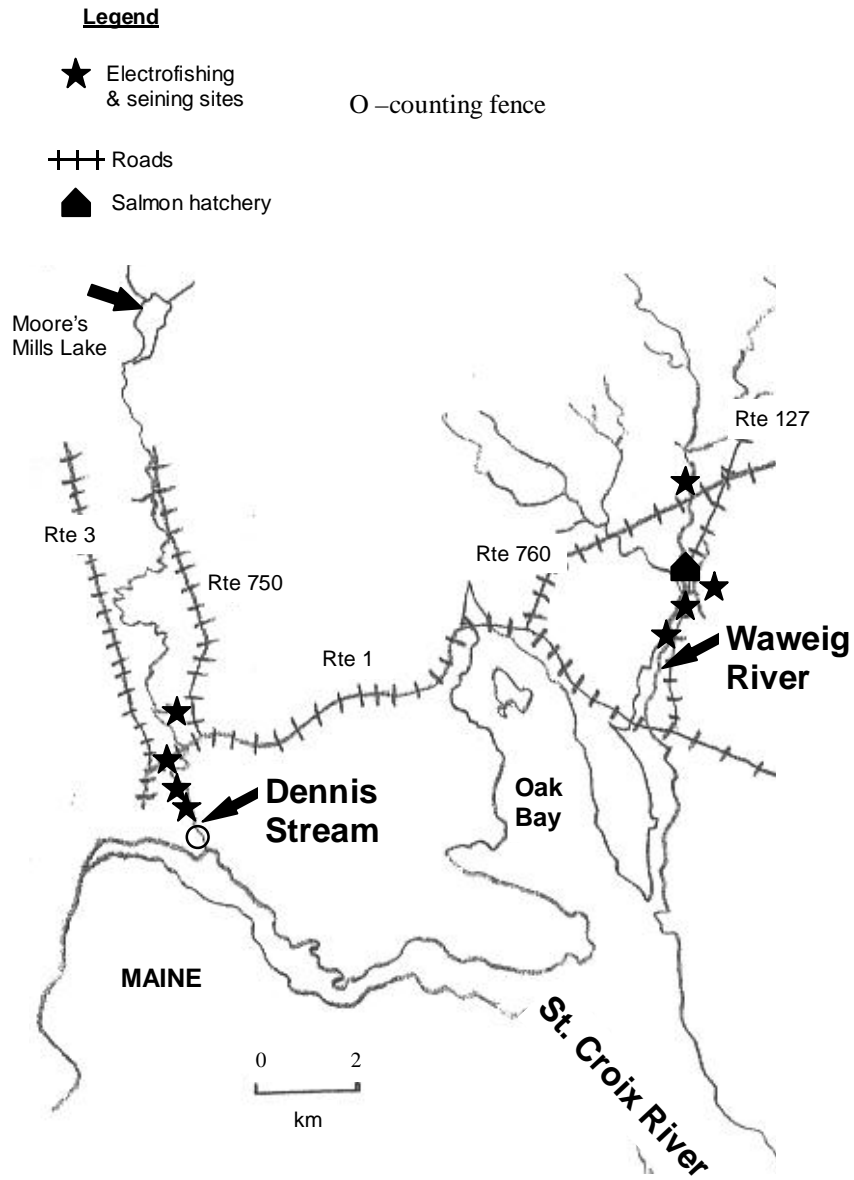 Legend
Electrofishing
& seining sites
O –counting fence
Roads
Salmon hatchery
Moore's
Mills Lake
Rte 127
Rte 3
Rte 760
Rte 750
Waweig
River
Rte 1
Dennis
Stream
Oak
Bay
MAINE
St. Croix River
0 2
km